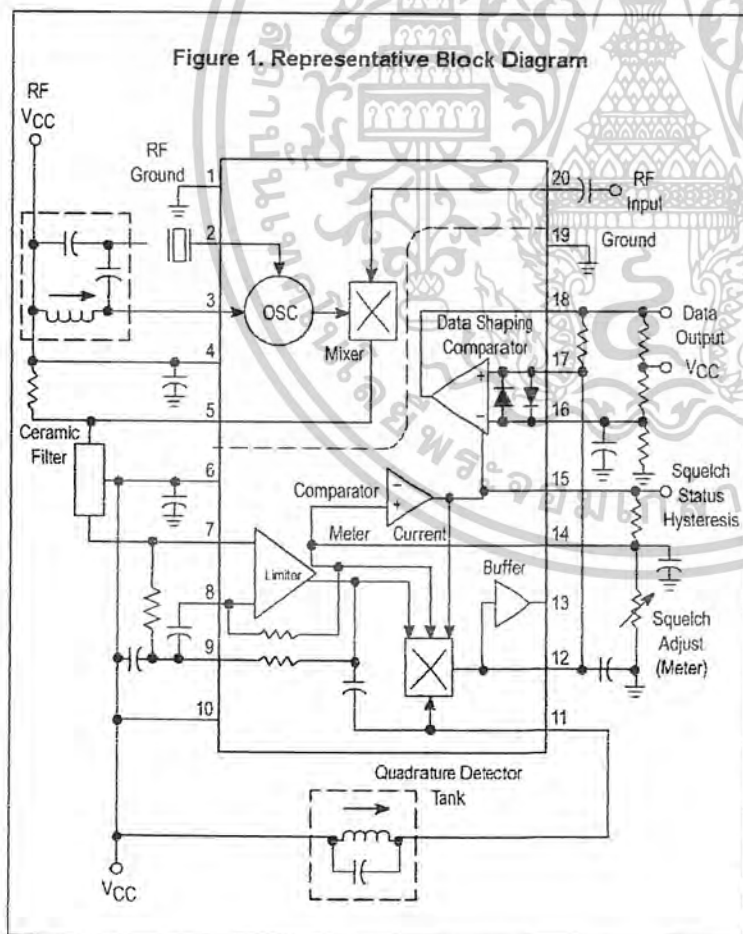 Figure 1. Representative Block Diagram
RF
VCC
RF
Ground
1
2
3
4
5
6
7
8
9
10
20
19
18
17
16
15
14
13
12
11
RF
Input
Ground
OSC
Mixer
Data Shaping
Comparator
Data
Output
VCC
Ceramic
Filter
Squelch
Status
Hysteresis
Comparator
Meter Current
Limiter
Buffer
Squelch
Adjust
(Meter)
Quadrature Detector
Tank
VCC
+
−
−
+